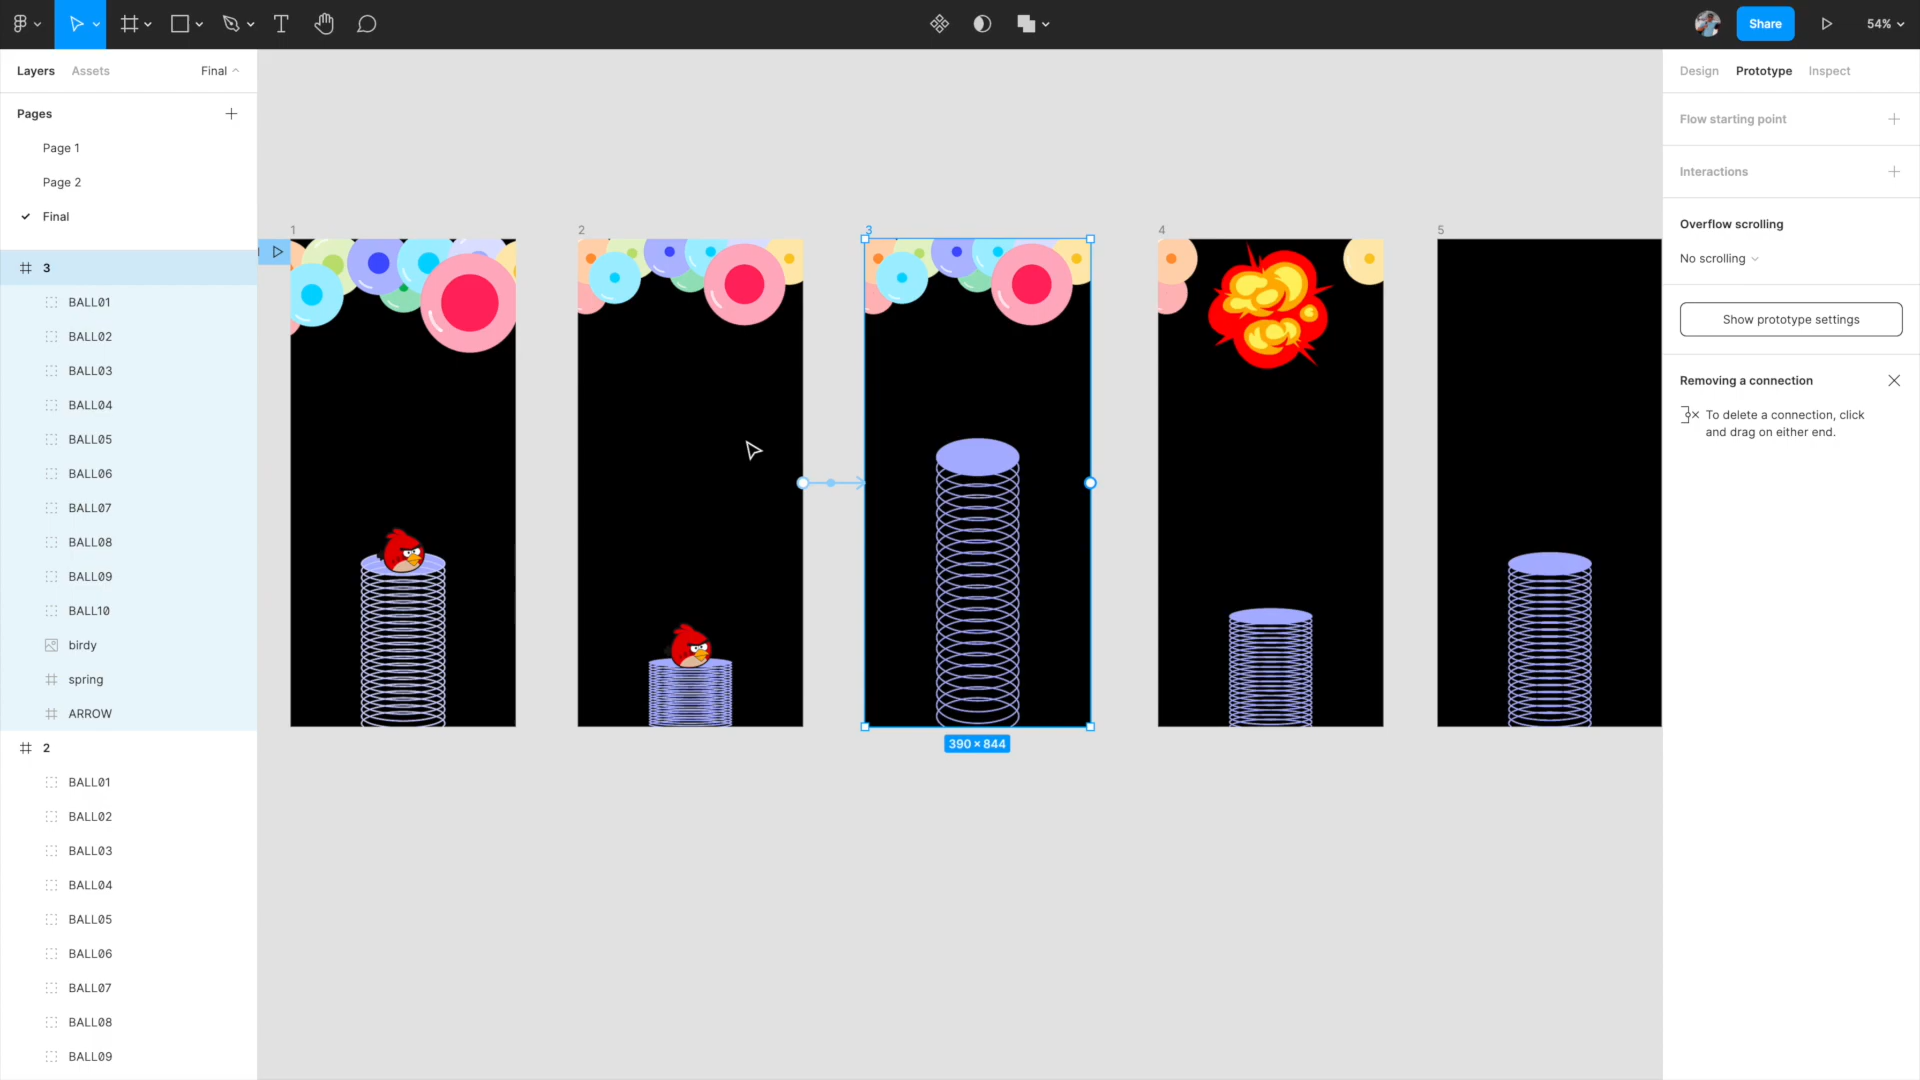 Share
54%
Layers
Assets
Final
Pages
Page 1
Page 2
Final
3
BALL01
BALL02
BALL03
BALL04
BALL05
BALL06
BALL07
BALL08
BALL09
BALL10
birdy
spring
ARROW
2
BALL01
BALL02
BALL03
BALL04
BALL05
BALL06
BALL07
BALL08
BALL09
1
2
3
4
5
390 × 844
Design
Prototype
Inspect
Flow starting point
Interactions
Overflow scrolling
No scrolling
Show prototype settings
Removing a connection
To delete a connection, click
and drag on either end.